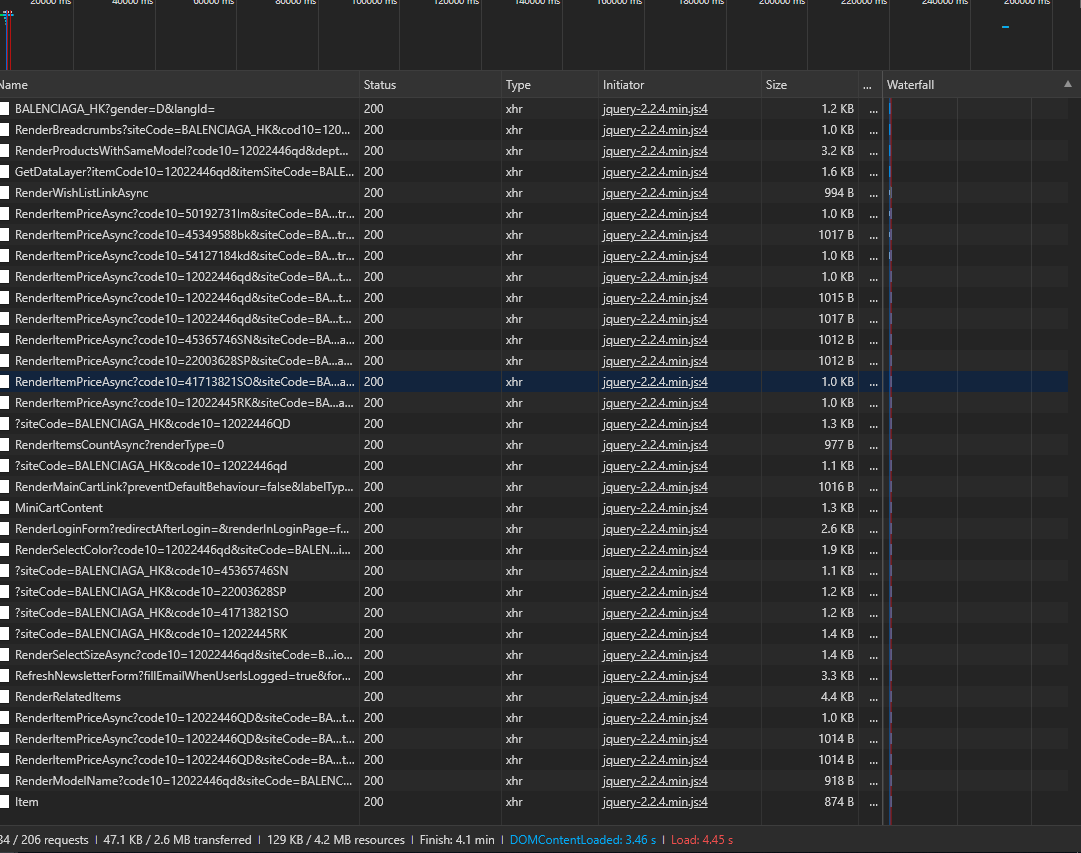 20000 ms 40000 ms 60000 ms 80000 ms 100000 ms 120000 ms 140000 ms 160000 ms 180000 ms 200000 ms 220000 ms 240000 ms 260000 ms
Name Status Type Initiator Size ... Waterfall ▲
BALENCIAGA_HK?gender=D&langId= 200 xhr jquery-2.2.4.min.js:4 1.2 KB ...
RenderBreadcrumbs?siteCode=BALENCIAGA_HK&cod10=120... 200 xhr jquery-2.2.4.min.js:4 1.0 KB ...
RenderProductsWithSameModel?code10=12022446qd&dept... 200 xhr jquery-2.2.4.min.js:4 3.2 KB ...
GetDataLayer?itemCode=12022446qd&itemSiteCode=BALE... 200 xhr jquery-2.2.4.min.js:4 1.6 KB ...
RenderWishListLinkAsync 200 xhr jquery-2.2.4.min.js:4 994 B ...
RenderItemPriceAsync?code10=50192731lm&siteCode=BA...tr... 200 xhr jquery-2.2.4.min.js:4 1.0 KB ...
RenderItemPriceAsync?code10=45349588bk&siteCode=BA...tr... 200 xhr jquery-2.2.4.min.js:4 1017 B ...
RenderItemPriceAsync?code10=54127184kd&siteCode=BA...tr... 200 xhr jquery-2.2.4.min.js:4 1.0 KB ...
RenderItemPriceAsync?code10=12022446qd&siteCode=BA...t... 200 xhr jquery-2.2.4.min.js:4 1.0 KB ...
RenderItemPriceAsync?code10=12022446qd&siteCode=BA...t... 200 xhr jquery-2.2.4.min.js:4 1015 B ...
RenderItemPriceAsync?code10=12022446qd&siteCode=BA...t... 200 xhr jquery-2.2.4.min.js:4 1017 B ...
RenderItemPriceAsync?code10=45365746SN&siteCode=BA...a... 200 xhr jquery-2.2.4.min.js:4 1012 B ...
RenderItemPriceAsync?code10=22003628SP&siteCode=BA...a... 200 xhr jquery-2.2.4.min.js:4 1012 B ...
RenderItemPriceAsync?code10=41713821SO&siteCode=BA...a... 200 xhr jquery-2.2.4.min.js:4 1.0 KB ...
RenderItemPriceAsync?code10=12022445RK&siteCode=BA...a... 200 xhr jquery-2.2.4.min.js:4 1.0 KB ...
?siteCode=BALENCIAGA_HK&code10=12022446QD 200 xhr jquery-2.2.4.min.js:4 1.3 KB ...
RenderItemsCountAsync?renderType=0 200 xhr jquery-2.2.4.min.js:4 977 B ...
?siteCode=BALENCIAGA_HK&code10=12022446qd 200 xhr jquery-2.2.4.min.js:4 1.1 KB ...
RenderMainCartLink?preventDefaultBehaviour=false&labelTyp... 200 xhr jquery-2.2.4.min.js:4 1016 B ...
MiniCartContent 200 xhr jquery-2.2.4.min.js:4 1.3 KB ...
RenderLoginForm?redirectAfterLogin=&renderInLoginPage=f... 200 xhr jquery-2.2.4.min.js:4 2.6 KB ...
RenderSelectColor?code10=12022446qd&siteCode=BALEN...i... 200 xhr jquery-2.2.4.min.js:4 1.9 KB ...
?siteCode=BALENCIAGA_HK&code10=45365746SN 200 xhr jquery-2.2.4.min.js:4 1.1 KB ...
?siteCode=BALENCIAGA_HK&code10=22003628SP 200 xhr jquery-2.2.4.min.js:4 1.2 KB ...
?siteCode=BALENCIAGA_HK&code10=41713821SO 200 xhr jquery-2.2.4.min.js:4 1.2 KB ...
?siteCode=BALENCIAGA_HK&code10=12022445RK 200 xhr jquery-2.2.4.min.js:4 1.4 KB ...
RenderSelectSizeAsync?code10=12022446qd&siteCode=B...io... 200 xhr jquery-2.2.4.min.js:4 1.4 KB ...
RefreshNewsletterForm?fillEmailWhenUserIsLogged=true&for... 200 xhr jquery-2.2.4.min.js:4 3.3 KB ...
RenderRelatedItems 200 xhr jquery-2.2.4.min.js:4 4.4 KB ...
RenderItemPriceAsync?code10=12022446QD&siteCode=BA...t... 200 xhr jquery-2.2.4.min.js:4 1.0 KB ...
RenderItemPriceAsync?code10=12022446QD&siteCode=BA...t... 200 xhr jquery-2.2.4.min.js:4 1014 B ...
RenderItemPriceAsync?code10=12022446QD&siteCode=BA...t... 200 xhr jquery-2.2.4.min.js:4 1014 B ...
RenderModelName?code10=12022446qd&siteCode=BALENC... 200 xhr jquery-2.2.4.min.js:4 918 B ...
Item 200 xhr jquery-2.2.4.min.js:4 874 B ...
34 / 206 requests | 47.1 KB / 2.6 MB transferred | 129 KB / 4.2 MB resources | Finish: 4.1 min | DOMContentLoaded: 3.46 s | Load: 4.45 s